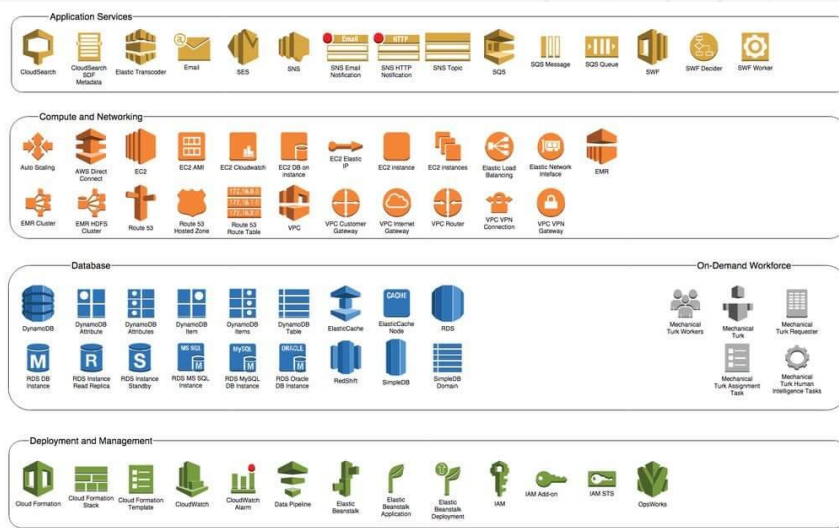 Application Services
CloudSearch
CloudSearch
SDF
Metadata
Elastic Transcoder
@
Email
SES
SNS
Email
SNS Email
Notification
HTTP
SNS HTTP
Notification
SNS Topic
SQS
SQS Message
SQS Queue
SWF
SWF Decider
SWF Worker
Compute and Networking
Auto Scaling
AWS Direct
Connect
EC2
EC2 AMI
EC2 Cloudwatch
EC2 DB on
instance
EC2 Elastic
IP
EC2 instance
EC2 instances
Elastic Load
Balancing
Elastic Network
Inteface
EMR
EMR Cluster
EMR HDFS
Cluster
Route 53
Route 53
Hosted Zone
Route 53
Route Table
VPC
VPC Customer
Gateway
VPC Internet
Gateway
VPC Router
VPC VPN
Connection
VPC VPN
Gateway
Database
DynamoDB
DynamoDB
Attribute
DynamoDB
Attributes
DynamoDB
Item
DynamoDB
Items
DynamoDB
Table
ElastiCache
CACHE
ElasticCache
Node
RDS
M
RDS DB
Instance
R
RDS Instance
Read Replica
S
RDS Instance
Standby
MS SQL
RDS MS SQL
Instance
MySQL
RDS MySQL
DB Instance
ORACLE
RDS Oracle
DB Instance
RedShift
SimpleDB
SimpleDB
Domain
On-Demand Workforce
Mechanical
Turk Workers
Mechanical
Turk
Mechanical
Turk Requester
Mechanical
Turk Assignment
Task
Mechanical
Turk Human
Intelligence Tasks
Deployment and Management
Cloud Formation
Cloud Formation
Stack
Cloud Formation
Template
CloudWatch
CloudWatch
Alarm
Data Pipeline
Elastic
Beanstalk
Elastic
Beanstalk
Application
Elastic
Beanstalk
Deployment
IAM
IAM Add-on
STS
IAM STS
OpsWorks